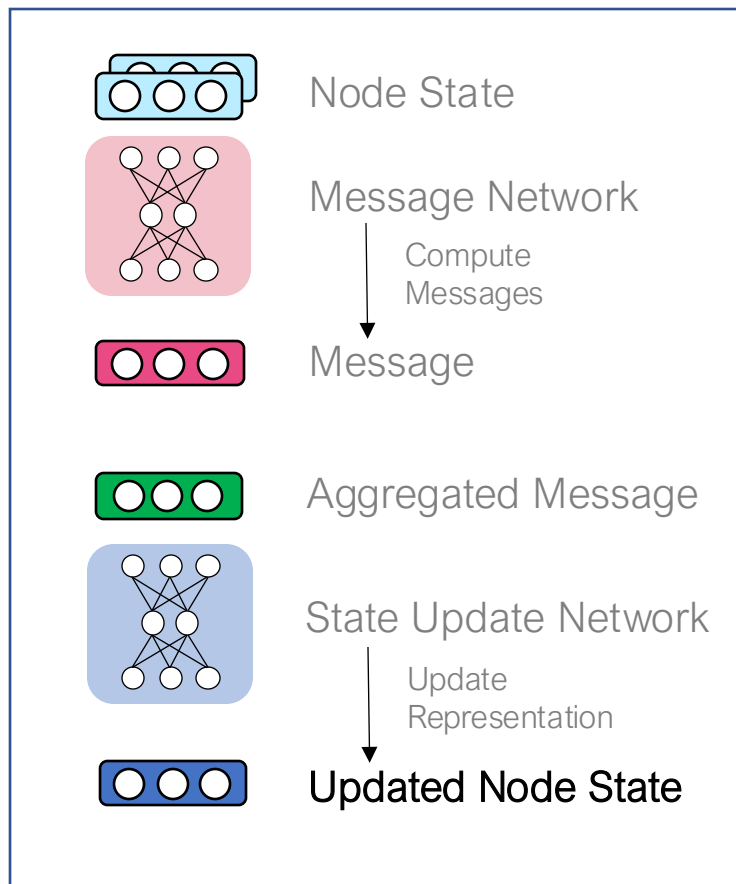 Node State
Message Network
Compute
Messages
Message
Aggregated Message
State Update Network
Update
Representation
Updated Node State